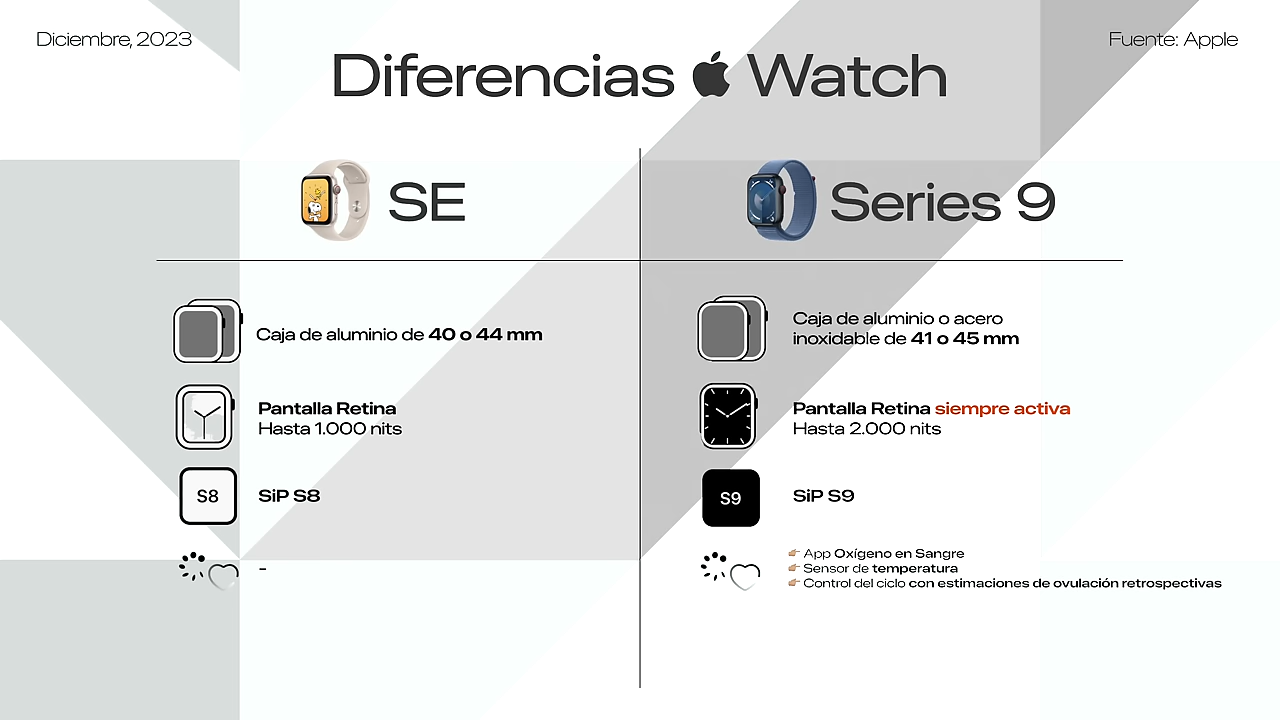 Diciembre, 2023
Fuente: Apple
Diferencias Watch
SE
Series 9
Caja de aluminio de 40 o 44 mm
Pantalla Retina
Hasta 1.000 nits
S8
SiP S8
-
Caja de aluminio o acero
inoxidable de 41 o 45 mm
Pantalla Retina siempre activa
Hasta 2.000 nits
S9
SiP S9
App Oxígeno en Sangre
Sensor de temperatura
Control del ciclo con estimaciones de ovulación retrospectivas